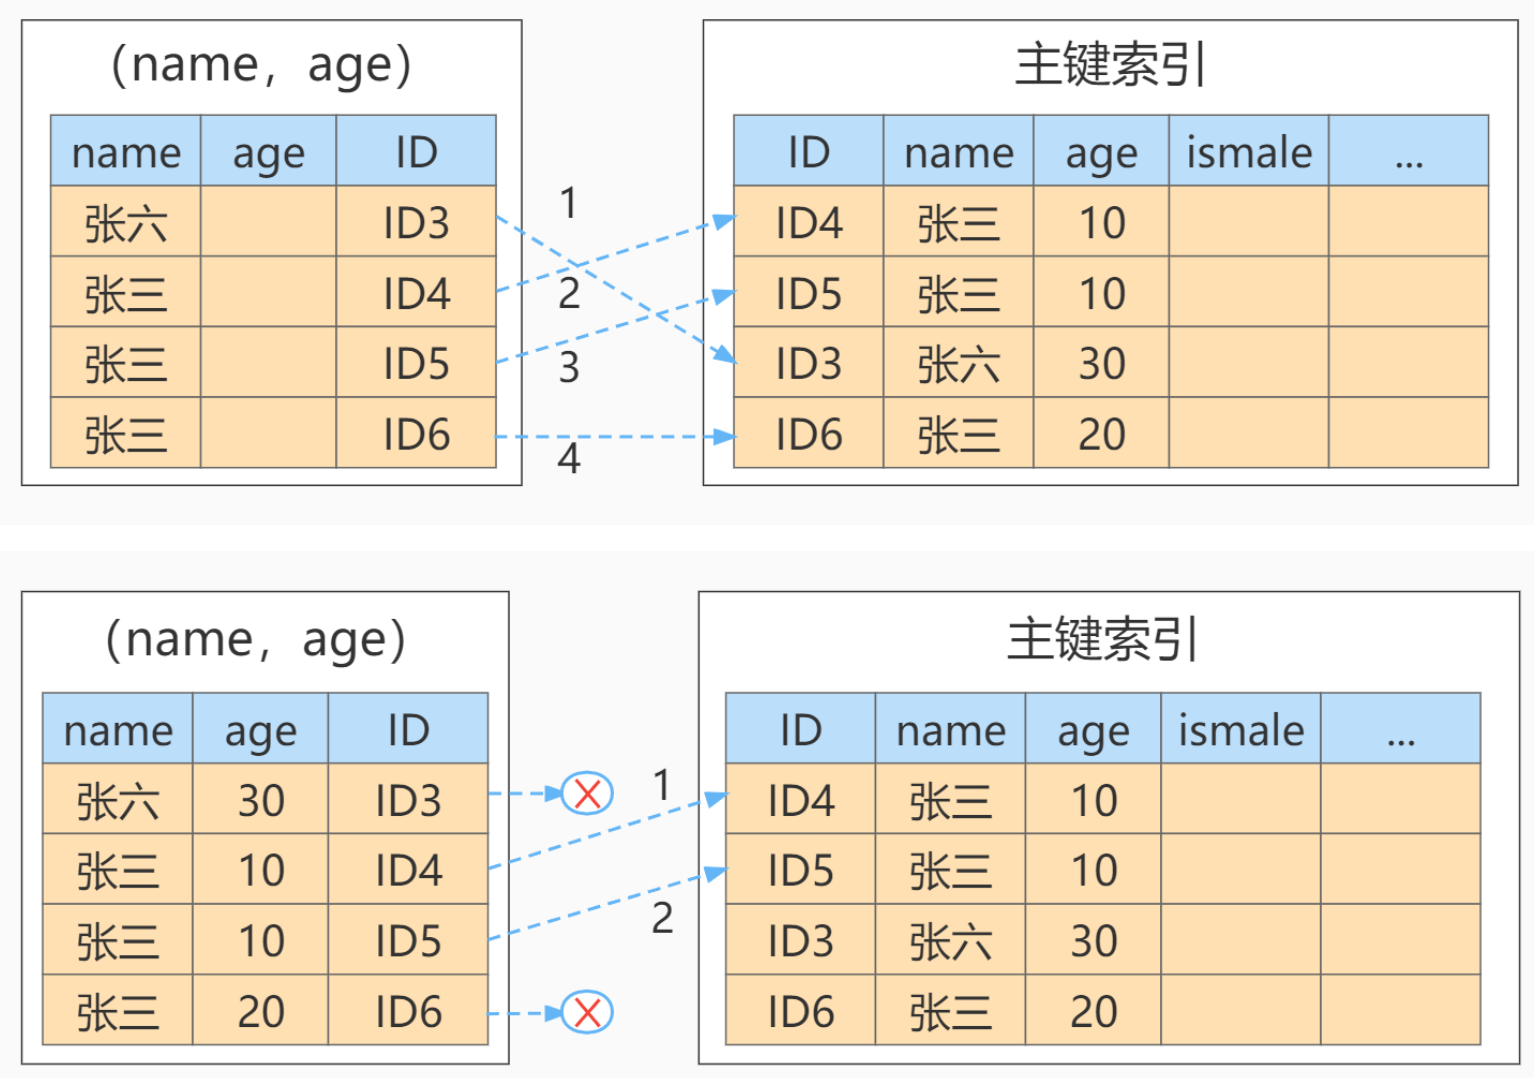 (name，age)
name age ID
张六 ID3
张三 ID4
张三 ID5
张三 ID6
1
2
3
4
主键索引
ID name age ismale ...
ID4 张三 10
ID5 张三 10
ID3 张六 30
ID6 张三 20
(name，age)
name age ID
张六 30 ID3
张三 10 ID4
张三 10 ID5
张三 20 ID6
1
2
主键索引
ID name age ismale ...
ID4 张三 10
ID5 张三 10
ID3 张六 30
ID6 张三 20